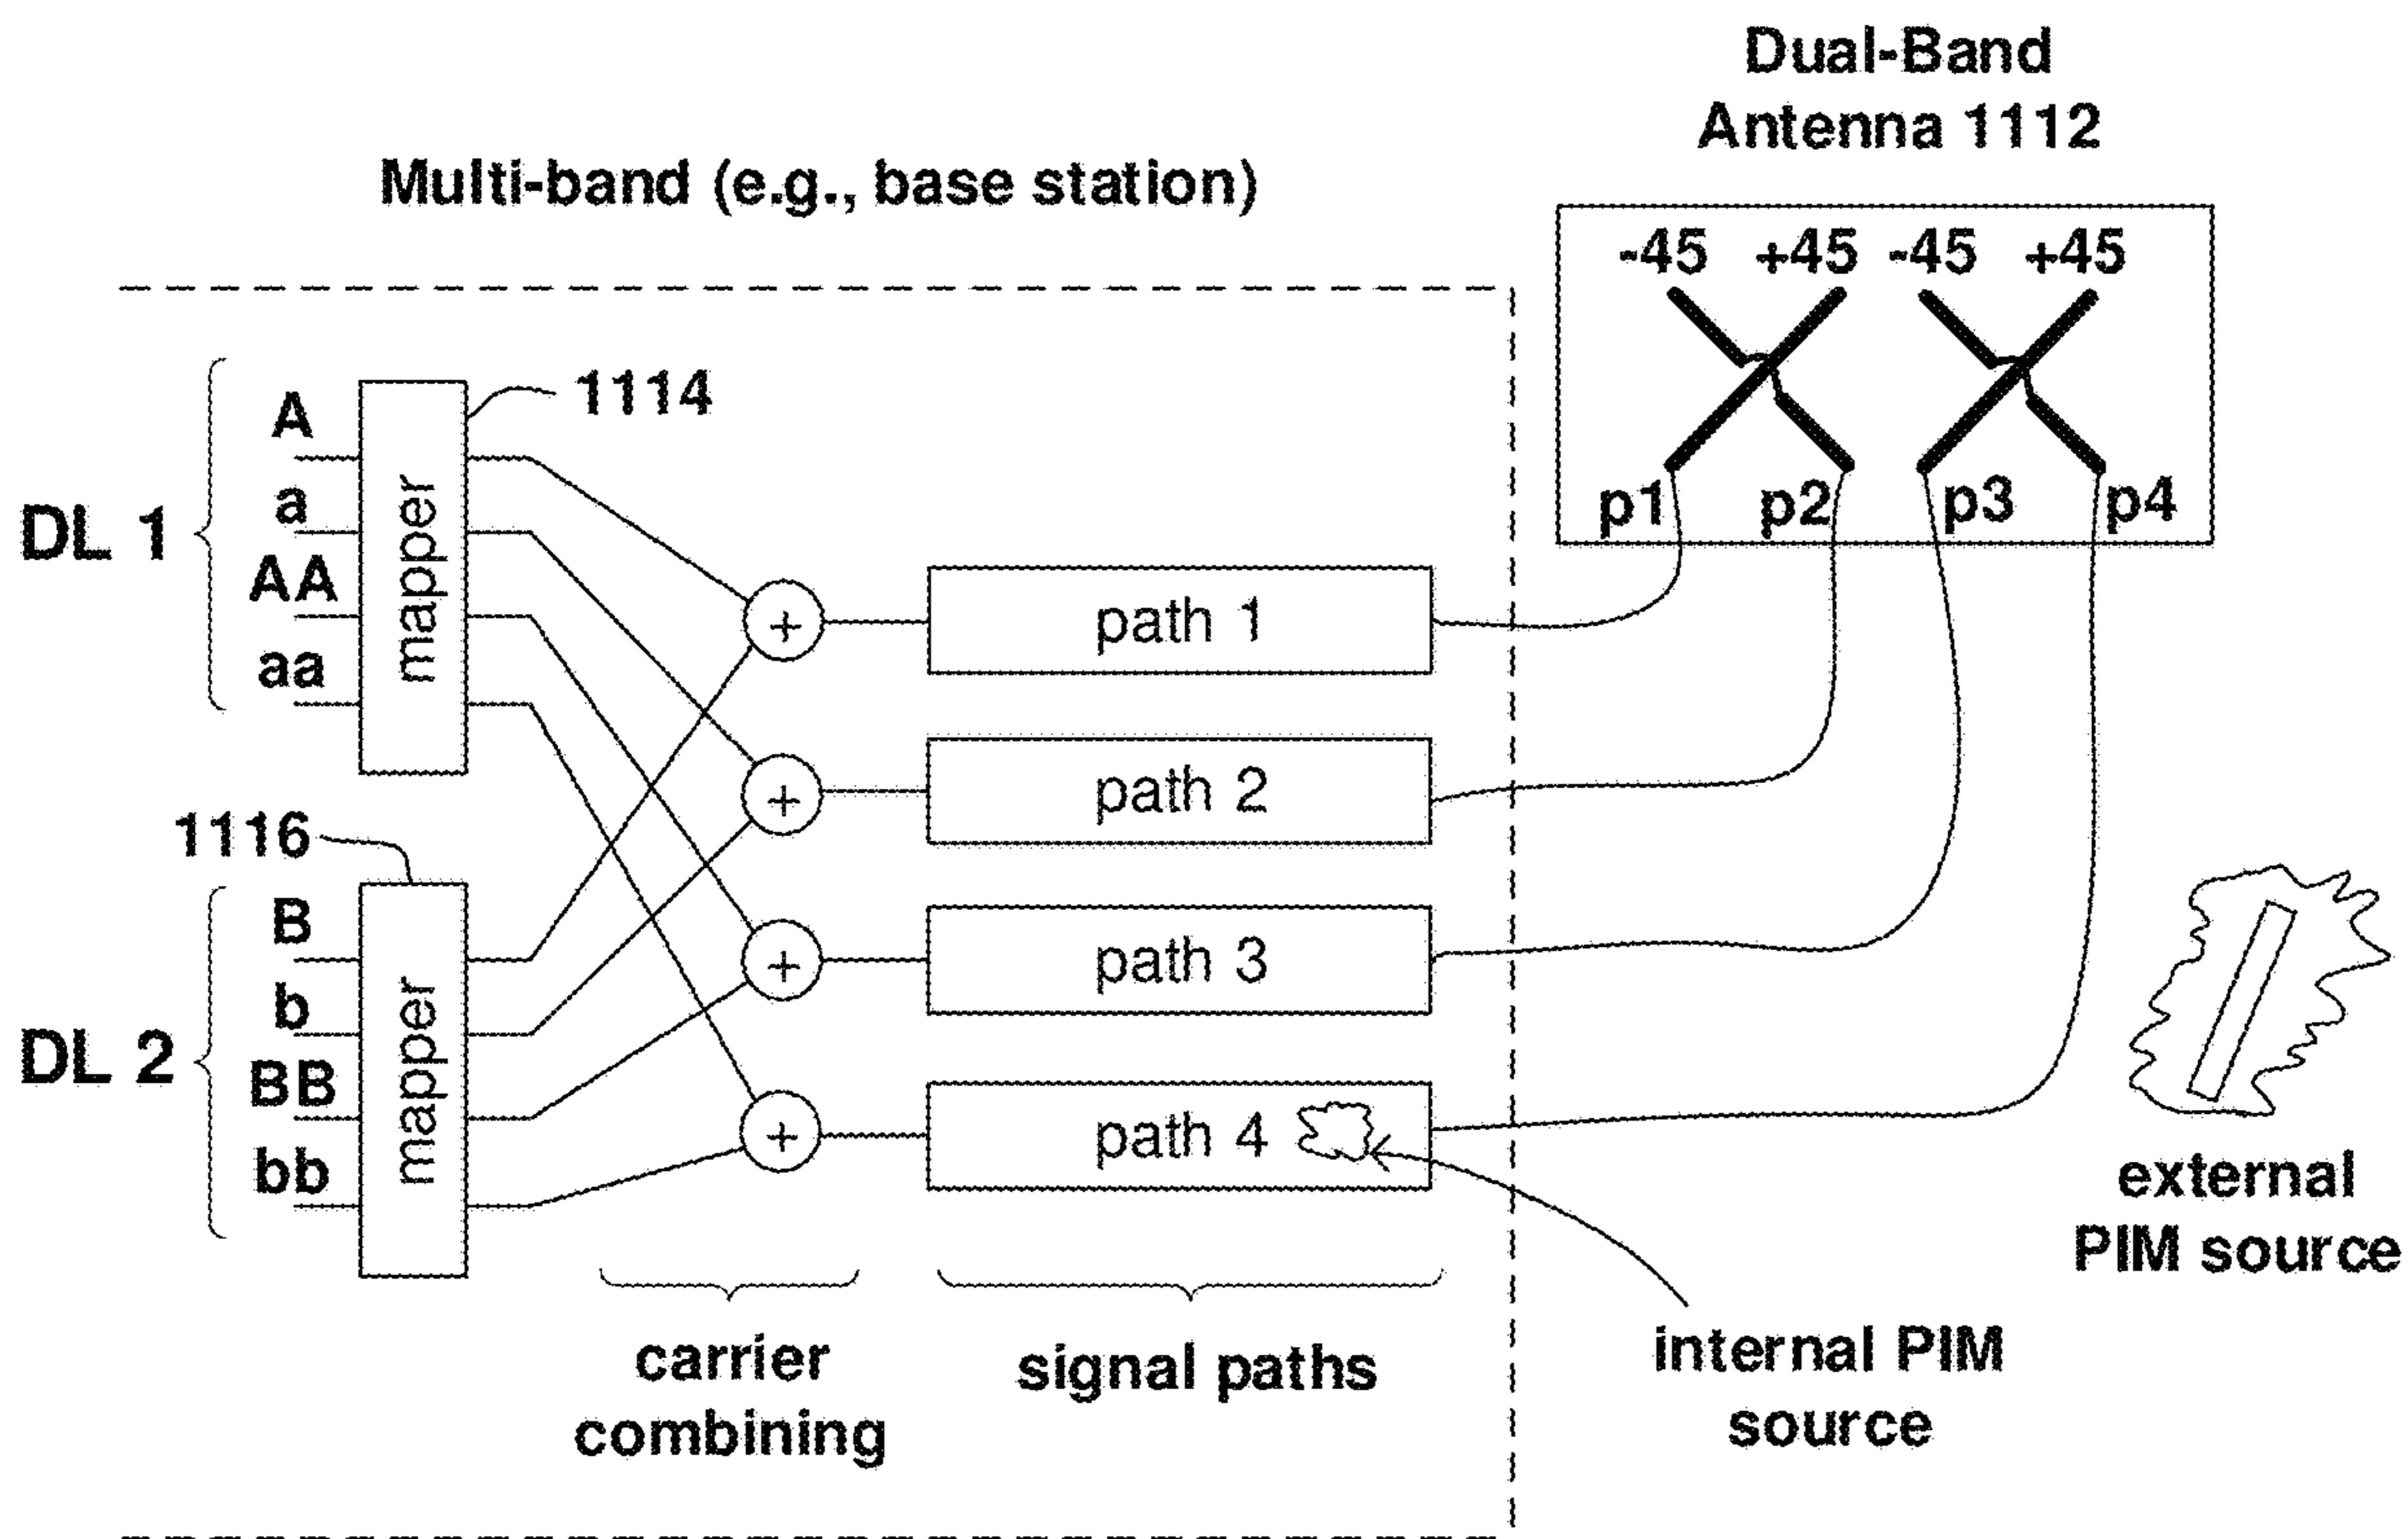 Dual-Band
Antenna 1112
Multi-band (e.g., base station)
-45 +45 -45 +45
p1 p2 p3 p4
1114
DL 1
A
a
AA
aa
mapper
+
path 1
+
path 2
1116
DL 2
B
b
BB
bb
mapper
+
path 3
+
path 4
external
PIM source
carrier
combining
signal paths
internal PIM
source